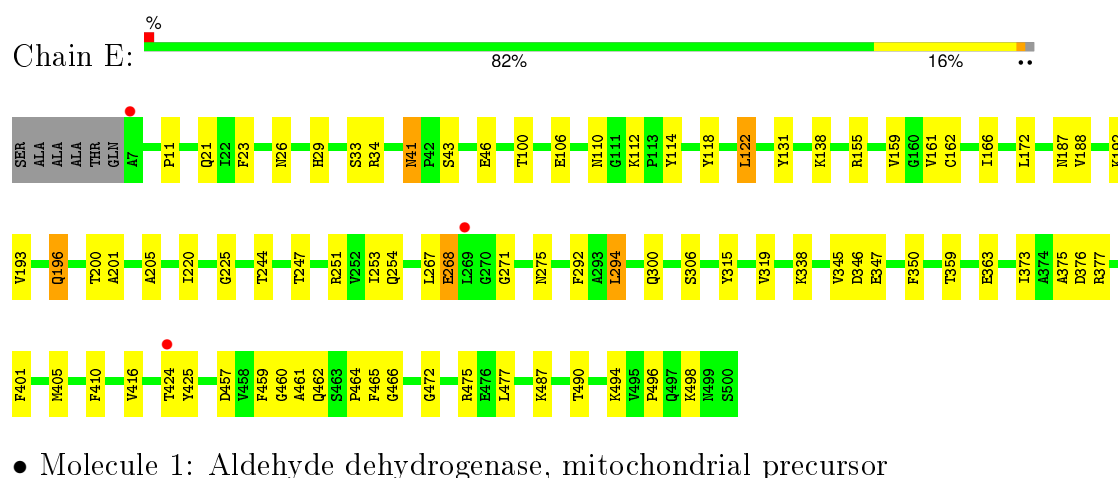 %
Chain E:
82% 16% ••
SER ALA ALA ALA THR GLN A7 P11 Q21 I22 F23 N26 H29 S33 R34 N41 P42 S43 E46 T100 E106 N110 G111 K112 P113 Y114 Y118 L122 Y131 K138 R155 V159 G160 V161 C162 I166 L172 N187 V188 K192
V193 Q196 T200 A201 A205 I220 G225 T244 T247 R251 V252 I253 Q254 L267 E268 L269 G270 G271 N275 F292 A293 L294 Q300 S306 Y315 V319 K338 V345 D346 E347 F350 T359 E363 I373 A374 A375 D376 R377
F401 M405 F410 V416 T424 Y425 D457 V458 F459 G460 A461 Q462 S463 P464 F465 G466 G472 R475 E476 L477 K487 T490 K494 V495 P496 Q497 K498 N499 S500
• Molecule 1: Aldehyde dehydrogenase, mitochondrial precursor